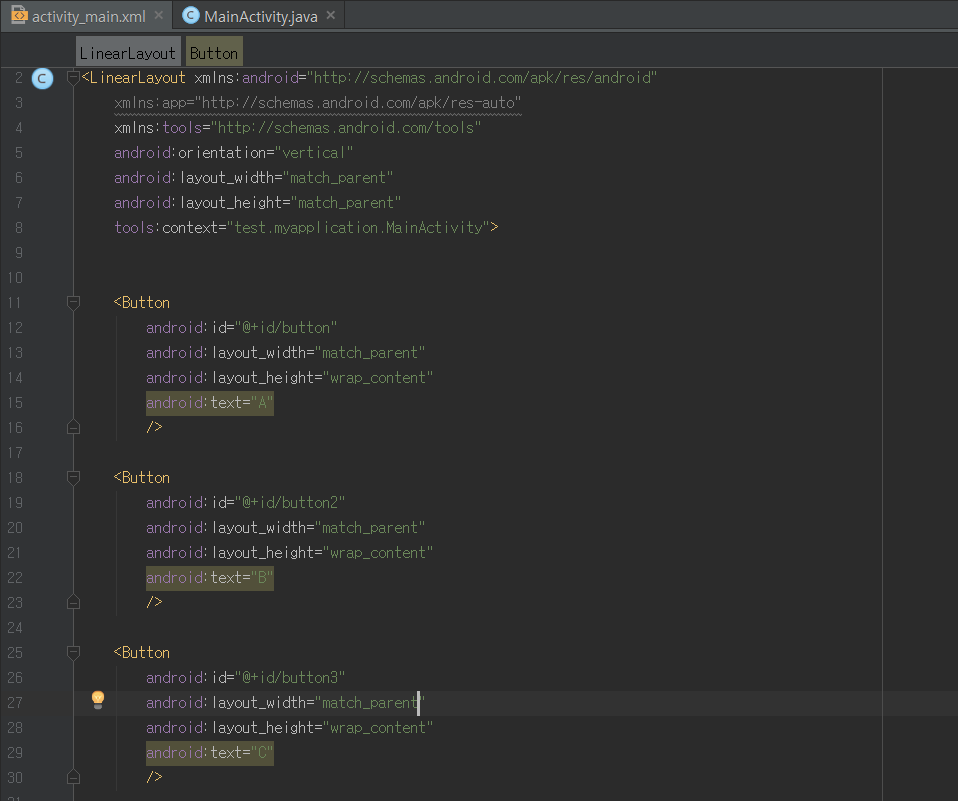 activity_main.xml
MainActivity.java
LinearLayout Button
2 <LinearLayout xmlns:android="http://schemas.android.com/apk/res/android"
3 xmlns:app="http://schemas.android.com/apk/res-auto"
4 xmlns:tools="http://schemas.android.com/tools"
5 android:orientation="vertical"
6 android:layout_width="match_parent"
7 android:layout_height="match_parent"
8 tools:context="test.myapplication.MainActivity">
9
10
11 <Button
12 android:id="@+id/button"
13 android:layout_width="match_parent"
14 android:layout_height="wrap_content"
15 android:text="A"
16 />
17
18 <Button
19 android:id="@+id/button2"
20 android:layout_width="match_parent"
21 android:layout_height="wrap_content"
22 android:text="B"
23 />
24
25 <Button
26 android:id="@+id/button3"
27 android:layout_width="match_parent"
28 android:layout_height="wrap_content"
29 android:text="C"
30 />